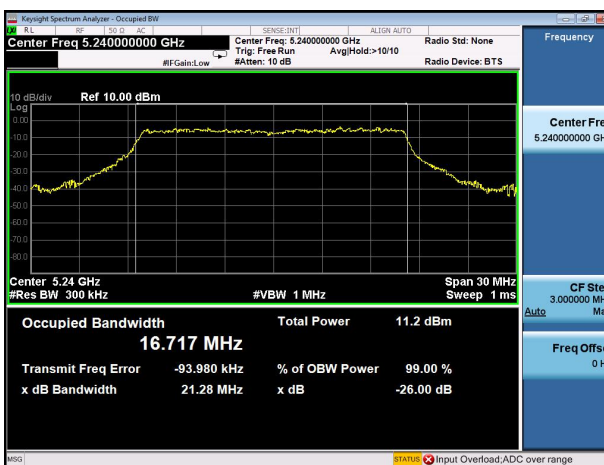 Keysight Spectrum Analyzer - Occupied BW
LXI RL RF 50 Ω AC SENSE:INT ALIGN AUTO
Center Freq 5.240000000 GHz
Center Freq: 5.240000000 GHz Radio Std: None
Trig: Free Run Avg|Hold:>10/10
#IFGain:Low #Atten: 10 dB Radio Device: BTS
10 dB/div Ref 10.00 dBm
Log
0.00
-10.0
-20.0
-30.0
-40.0
-50.0
-60.0
-70.0
-80.0
Center 5.24 GHz Span 30 MHz
#Res BW 300 kHz #VBW 1 MHz Sweep 1 ms
Occupied Bandwidth Total Power 11.2 dBm
16.717 MHz
Transmit Freq Error -93.980 kHz % of OBW Power 99.00 %
x dB Bandwidth 21.28 MHz x dB -26.00 dB
Frequency
Center Fre
5.240000000 GH
CF Ste
3.000000 MH
Auto Ma
Freq Offs
0 H
MSG STATUS Input Overload;ADC over range